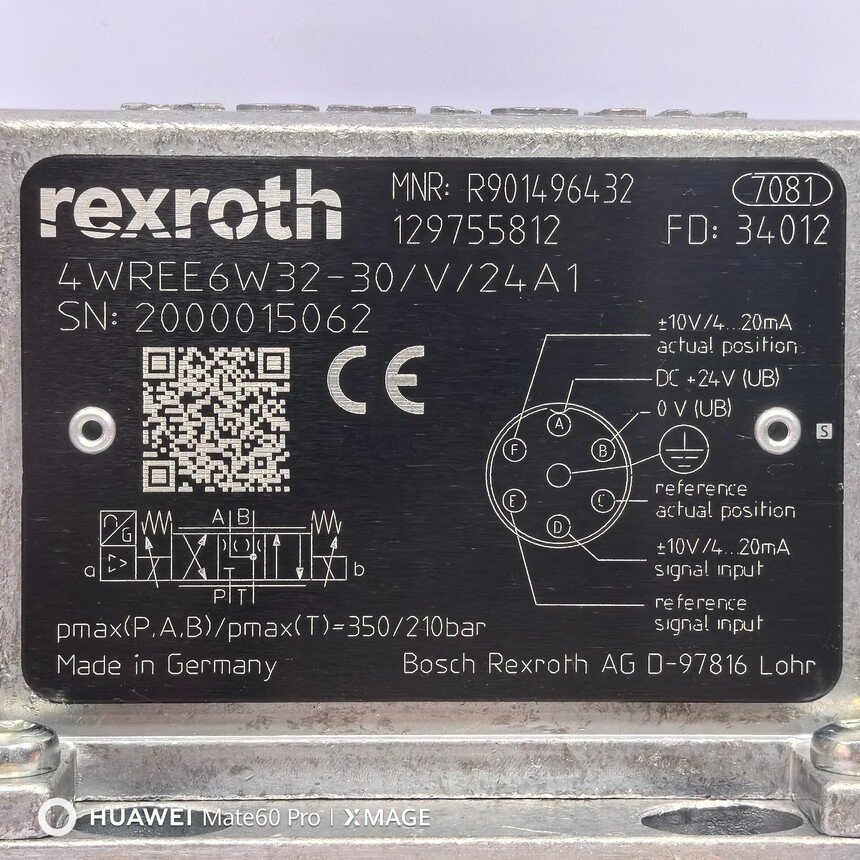 rexroth
MNR: R901496432
7081
129755812
FD: 34012
4WREE6W32-30/V/24A1
SN: 2000015062
CE
±10V/4...20mA
actual position
DC +24V (UB)
0 V (UB)
A
B
C
D
E
F
S
reference
actual position
±10V/4...20mA
signal input
reference
signal input
G
A B
a
b
P T
pmax(P,A,B)/pmax(T)=350/210bar
Made in Germany
Bosch Rexroth AG D-97816 Lohr
HUAWEI Mate60 Pro | XMAGE